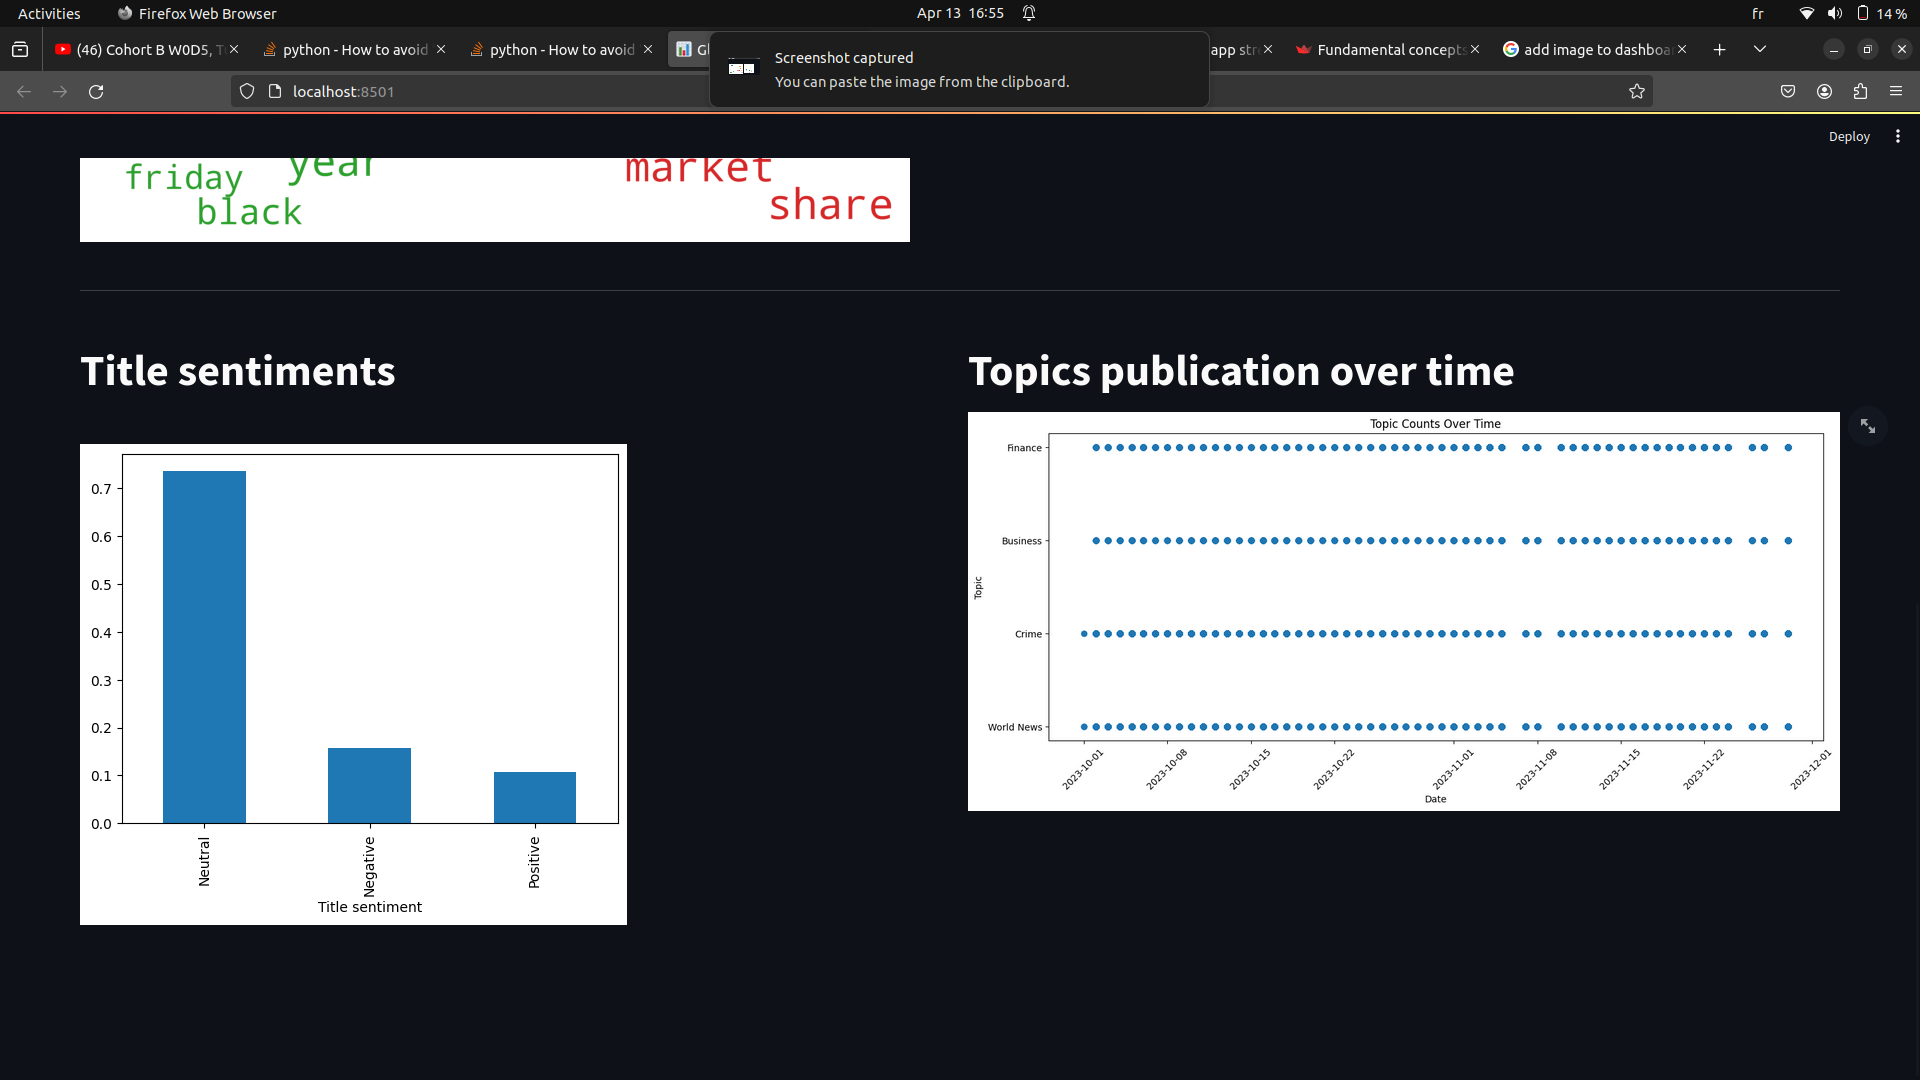 Activities Firefox Web Browser Apr 13 16:55 fr 14 %
(46) Cohort B W0D5, T python - How to avoid python - How to avoid Gl app str Fundamental concepts add image to dashboa
Screenshot captured
You can paste the image from the clipboard.
localhost:8501
Deploy
friday year market
black share
Title sentiments
0.7
0.6
0.5
0.4
0.3
0.2
0.1
0.0
Neutral
Negative
Positive
Title sentiment
Topics publication over time
Topic Counts Over Time
Finance
Business
Topic
Crime
World News
2023-10-01 2023-10-08 2023-10-15 2023-10-22 2023-11-01 2023-11-08 2023-11-15 2023-11-22 2023-12-01
Date